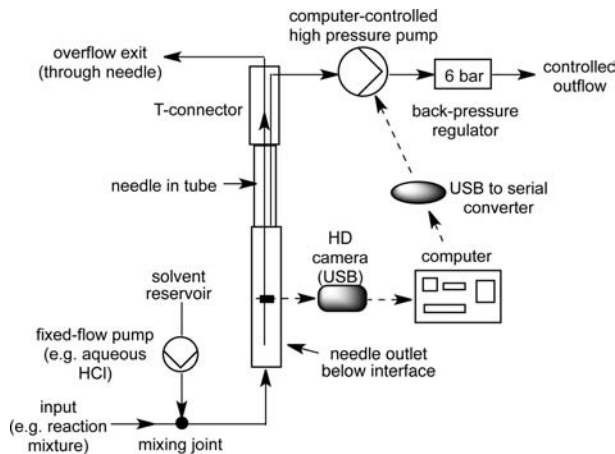 computer-controlled
high pressure pump
overflow exit
(through needle)
6 bar
controlled
outflow
T-connector
back-pressure
regulator
needle in tube
USB to serial
converter
HD
camera
(USB)
computer
solvent
reservoir
fixed-flow pump
(e.g. aqueous
HCl)
needle outlet
below interface
input
(e.g. reaction
mixture)
mixing joint